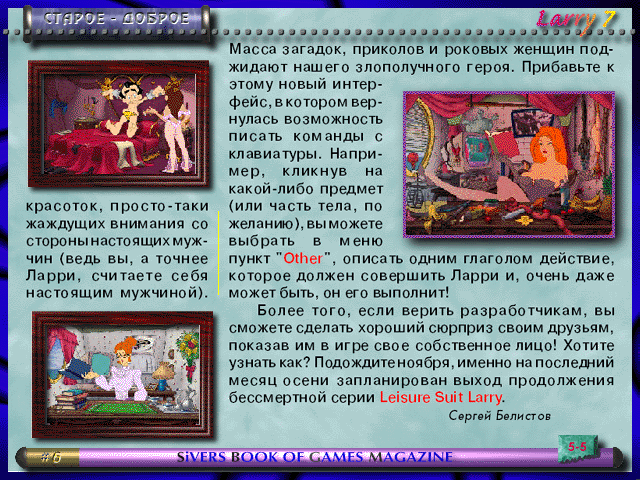 СТАРОЕ - ДОБРОЕ
Larry 7
красоток, просто-таки
жаждущих внимания со
стороны настоящих муж-
чин (ведь вы, а точнее
Ларри, считаете себя
настоящим мужчиной).
Масса загадок, приколов и роковых женщин под-
жидают нашего злополучного героя. Прибавьте к
этому новый интер-
фейс, в котором вер-
нулась возможность
писать команды с
клавиатуры. Напри-
мер, кликнув на
какой-либо предмет
(или часть тела, по
желанию), вы можете
выбрать в меню
пункт "Other", описать одним глаголом действие,
которое должен совершить Ларри и, очень даже
может быть, он его выполнит!
Более того, если верить разработчикам, вы
сможете сделать хороший сюрприз своим друзьям,
показав им в игре свое собственное лицо! Хотите
узнать как? Подождите ноября, именно на последний
месяц осени запланирован выход продолжения
бессмертной серии Leisure Suit Larry.
Сергей Белистов
5-5
#6
SiVERS BOOK OF GAMES MAGAZINE